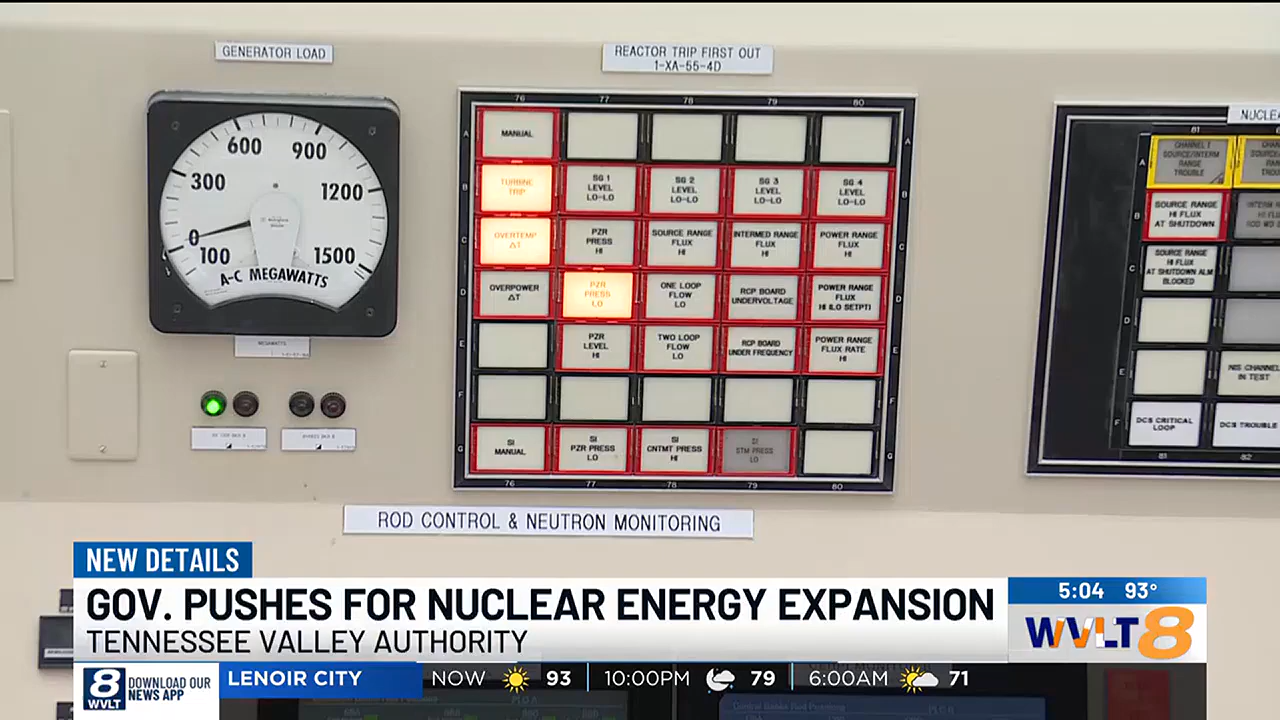 GENERATOR LOAD
REACTOR TRIP FIRST OUT
1-XA-55-4D
76 77 78 79 80
NUCLEA
81
600 900
300 1200
0 100 1500
A-C MEGAWATTS
MEGAWATTS
A
B
C
D
E
F
G
MANUAL
TURBINE
TRIP
SG 1
LEVEL
LO-LO
SG 2
LEVEL
LO-LO
SG 3
LEVEL
LO-LO
SG 4
LEVEL
LO-LO
OVERTEMP
ΔT
PZR
PRESS
HI
SOURCE RANGE
FLUX
HI
INTERMED RANGE
FLUX
HI
POWER RANGE
FLUX
HI
OVERPOWER
ΔT
PZR
PRESS
LO
ONE LOOP
FLOW
LO
RCP BOARD
UNDERVOLTAGE
POWER RANGE
FLUX
HI (LO SETPT)
PZR
LEVEL
HI
TWO LOOP
FLOW
LO
RCP BOARD
UNDER FREQUENCY
POWER RANGE
FLUX RATE
HI
SI
MANUAL
SI
PZR PRESS
LO
SI
CNTMT PRESS
HI
SI
STM PRESS
LO
A
B
C
D
E
F
G
76 77 78 79 80
A
B
C
D
E
F
CHANNEL I
SOURCE/INTERM
RANGE
TROUBLE
SOURCE RANGE
HI FLUX
AT SHUTDOWN
SOURCE RANGE
HI FLUX
AT SHUTDOWN ALM
BLOCKED
NIS CHANNEL
IN TEST
DCS CRITICAL
LOOP
DCS TROUBLE
81 82
ROD CONTROL & NEUTRON MONITORING
NEW DETAILS
GOV. PUSHES FOR NUCLEAR ENERGY EXPANSION
TENNESSEE VALLEY AUTHORITY
5:04 93°
WVLT8
8
WVLT
DOWNLOAD OUR
NEWS APP
LENOIR CITY
NOW 93 10:00PM 79 6:00AM 71